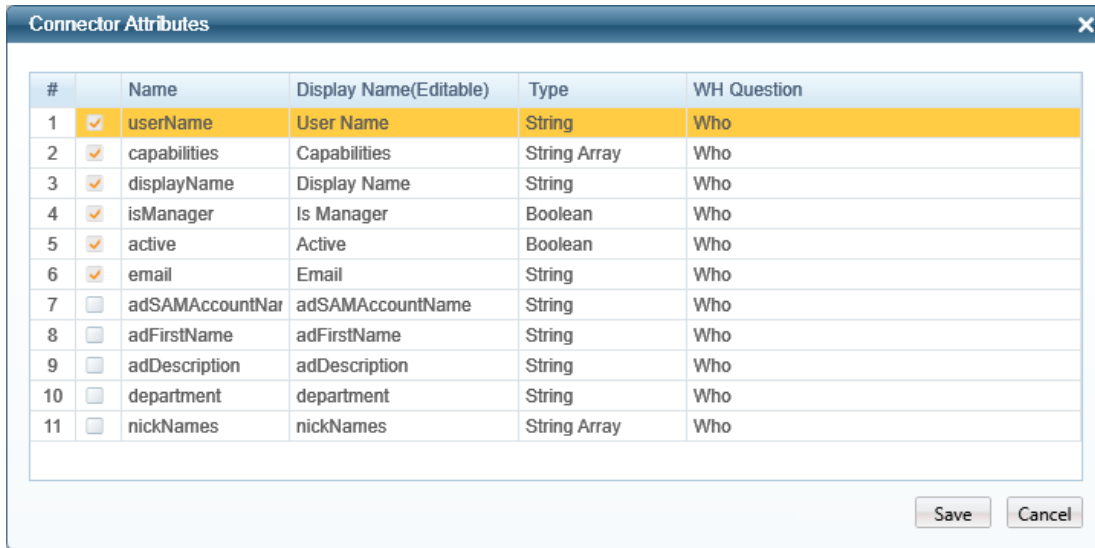 Connector Attributes
# Name Display Name(Editable) Type WH Question
1 userName User Name String Who
2 capabilities Capabilities String Array Who
3 displayName Display Name String Who
4 isManager Is Manager Boolean Who
5 active Active Boolean Who
6 email Email String Who
7 adSAMAccountNar adSAMAccountName String Who
8 adFirstName adFirstName String Who
9 adDescription adDescription String Who
10 department department String Who
11 nickNames nickNames String Array Who
Save Cancel